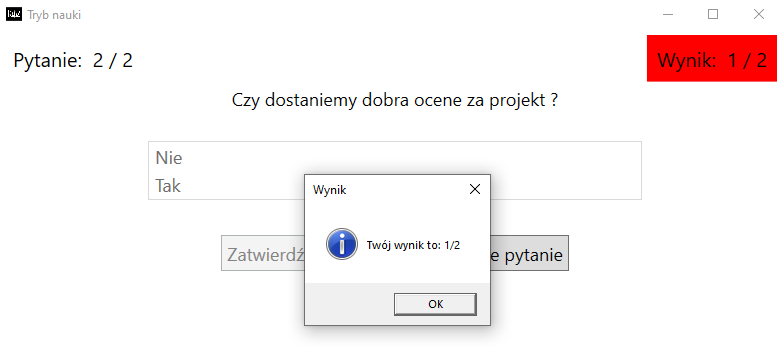 Tryb nauki
Pytanie: 2 / 2
Wynik: 1 / 2
Czy dostaniemy dobra ocene za projekt ?
Nie
Tak
Wynik
Twój wynik to: 1/2
Zatwierdź
pytanie
OK